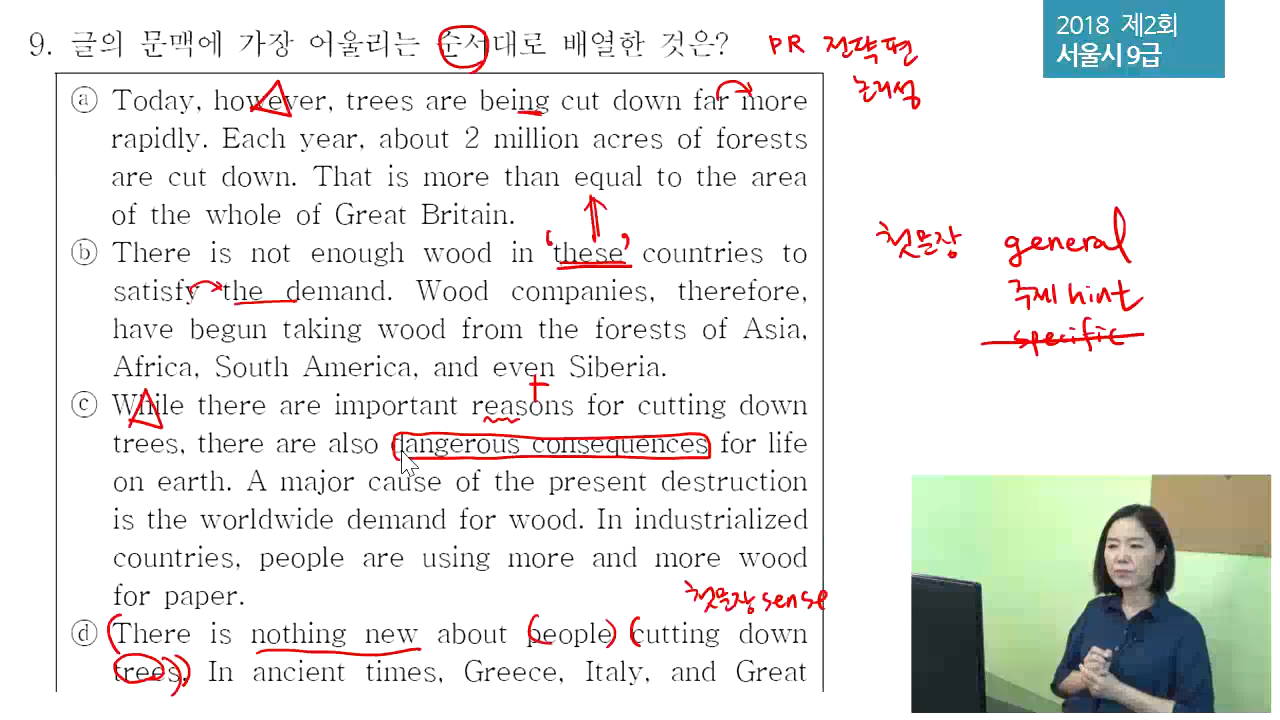 2018 제2회
서울시 9급
9. 글의 문맥에 가장 어울리는 순서대로 배열한 것은?
PR 전략편
논리성
ⓐ Today, however, trees are being cut down far more
rapidly. Each year, about 2 million acres of forests
are cut down. That is more than equal to the area
of the whole of Great Britain.
ⓑ There is not enough wood in 'these' countries to
satisfy the demand. Wood companies, therefore,
have begun taking wood from the forests of Asia,
Africa, South America, and even Siberia.
첫문장 general
주제 hint
specific
ⓒ While there are important reasons for cutting down
trees, there are also dangerous consequences for life
on earth. A major cause of the present destruction
is the worldwide demand for wood. In industrialized
countries, people are using more and more wood
for paper.
첫문장 sense
ⓓ There is nothing new about people cutting down
trees. In ancient times, Greece, Italy, and Great